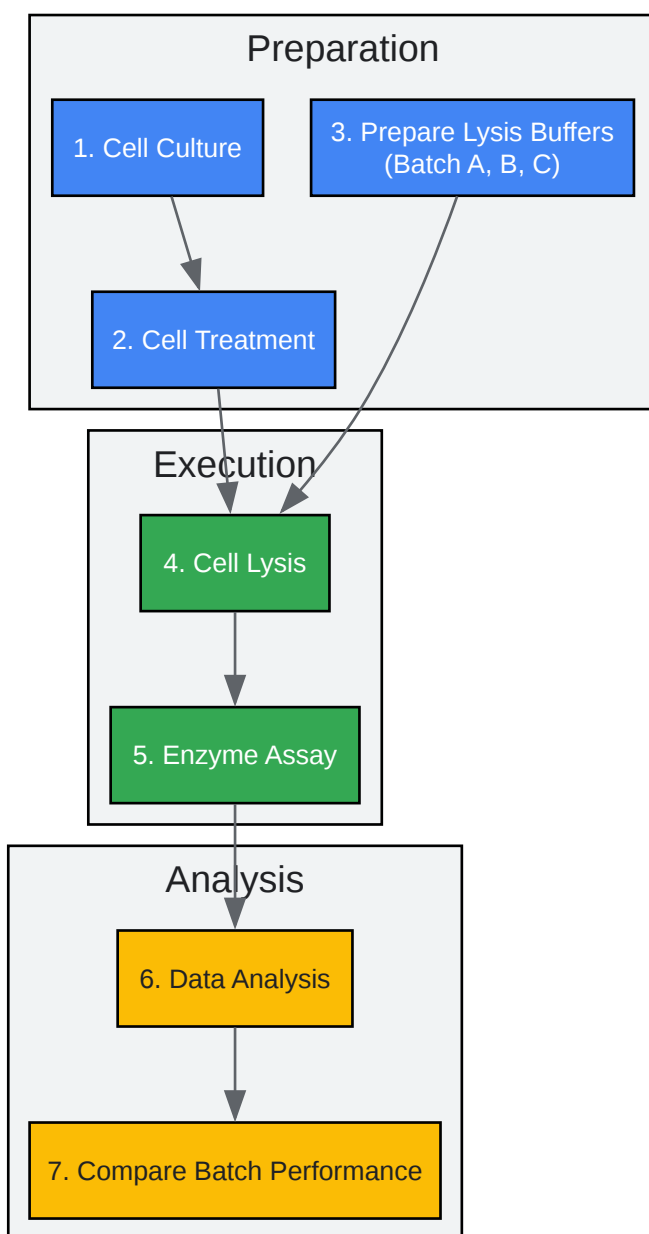 Preparation
1. Cell Culture
3. Prepare Lysis Buffers
(Batch A, B, C)
2. Cell Treatment
Execution
4. Cell Lysis
5. Enzyme Assay
Analysis
6. Data Analysis
7. Compare Batch Performance